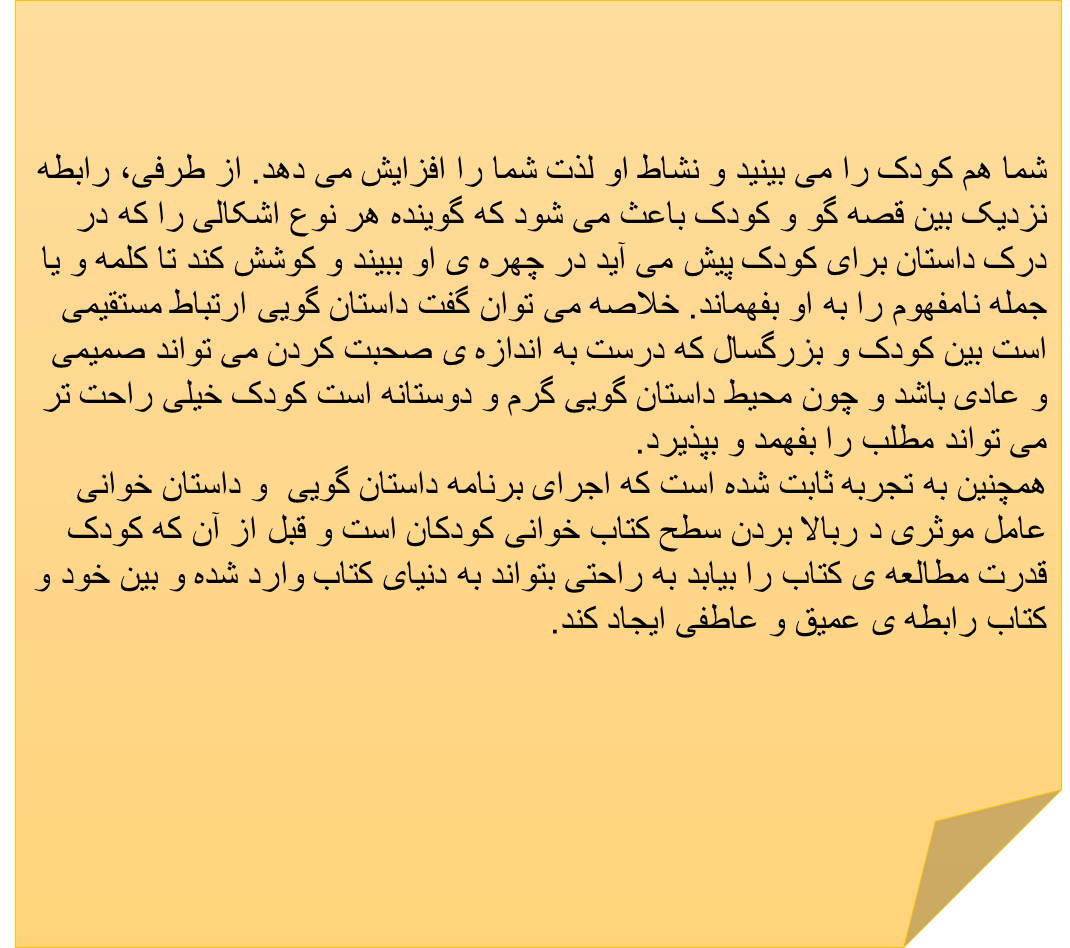 شما هم کودک را می بینید و نشاط او لذت شما را افزایش می دهد. از طرفی، رابطه
نزدیک بین قصه گو و کودک باعث می شود که گوینده هر نوع اشکالی را که در
درک داستان برای کودک پیش می آید در چهره ی او ببیند و کوشش کند تا کلمه و یا
جمله نامفهوم را به او بفهماند. خلاصه می توان گفت داستان گویی ارتباط مستقیمی
است بین کودک و بزرگسال که درست به اندازه ی صحبت کردن می تواند صمیمی
و عادی باشد و چون محیط داستان گویی گرم و دوستانه است کودک خیلی راحت تر
می تواند مطلب را بفهمد و بپذیرد.
همچنین به تجربه ثابت شده است که اجرای برنامه داستان گویی  و داستان خوانی
عامل موثری د ربالا بردن سطح کتاب خوانی کودکان است و قبل از آن که کودک
قدرت مطالعه ی کتاب را بیابد به راحتی بتواند به دنیای کتاب وارد شده و بین خود و
کتاب رابطه ی عمیق و عاطفی ایجاد کند.